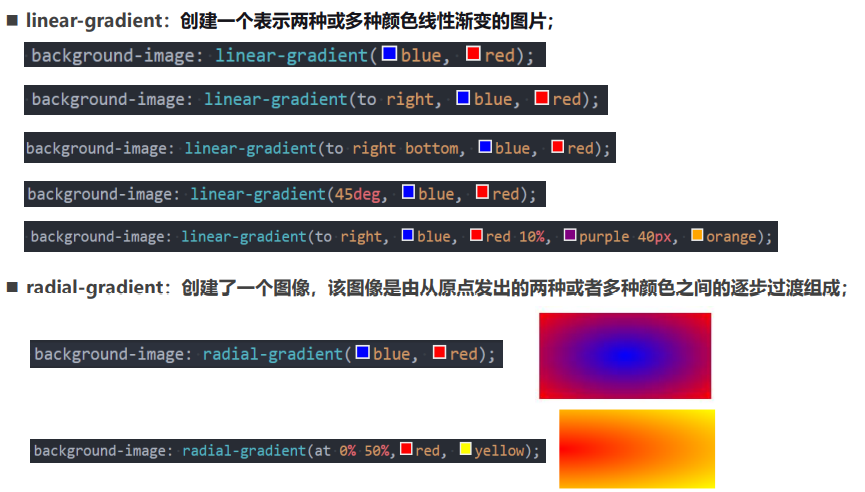 linear-gradient：创建一个表示两种或多种颜色线性渐变的图片；
background-image: linear-gradient(blue, red);
background-image: linear-gradient(to right, blue, red);
background-image: linear-gradient(to right bottom, blue, red);
background-image: linear-gradient(45deg, blue, red);
background-image: linear-gradient(to right, blue, red 10%, purple 40px, orange);
radial-gradient：创建了一个图像，该图像是由从原点发出的两种或者多种颜色之间的逐步过渡组成；
background-image: radial-gradient(blue, red);
background-image: radial-gradient(at 0% 50%,red, yellow);